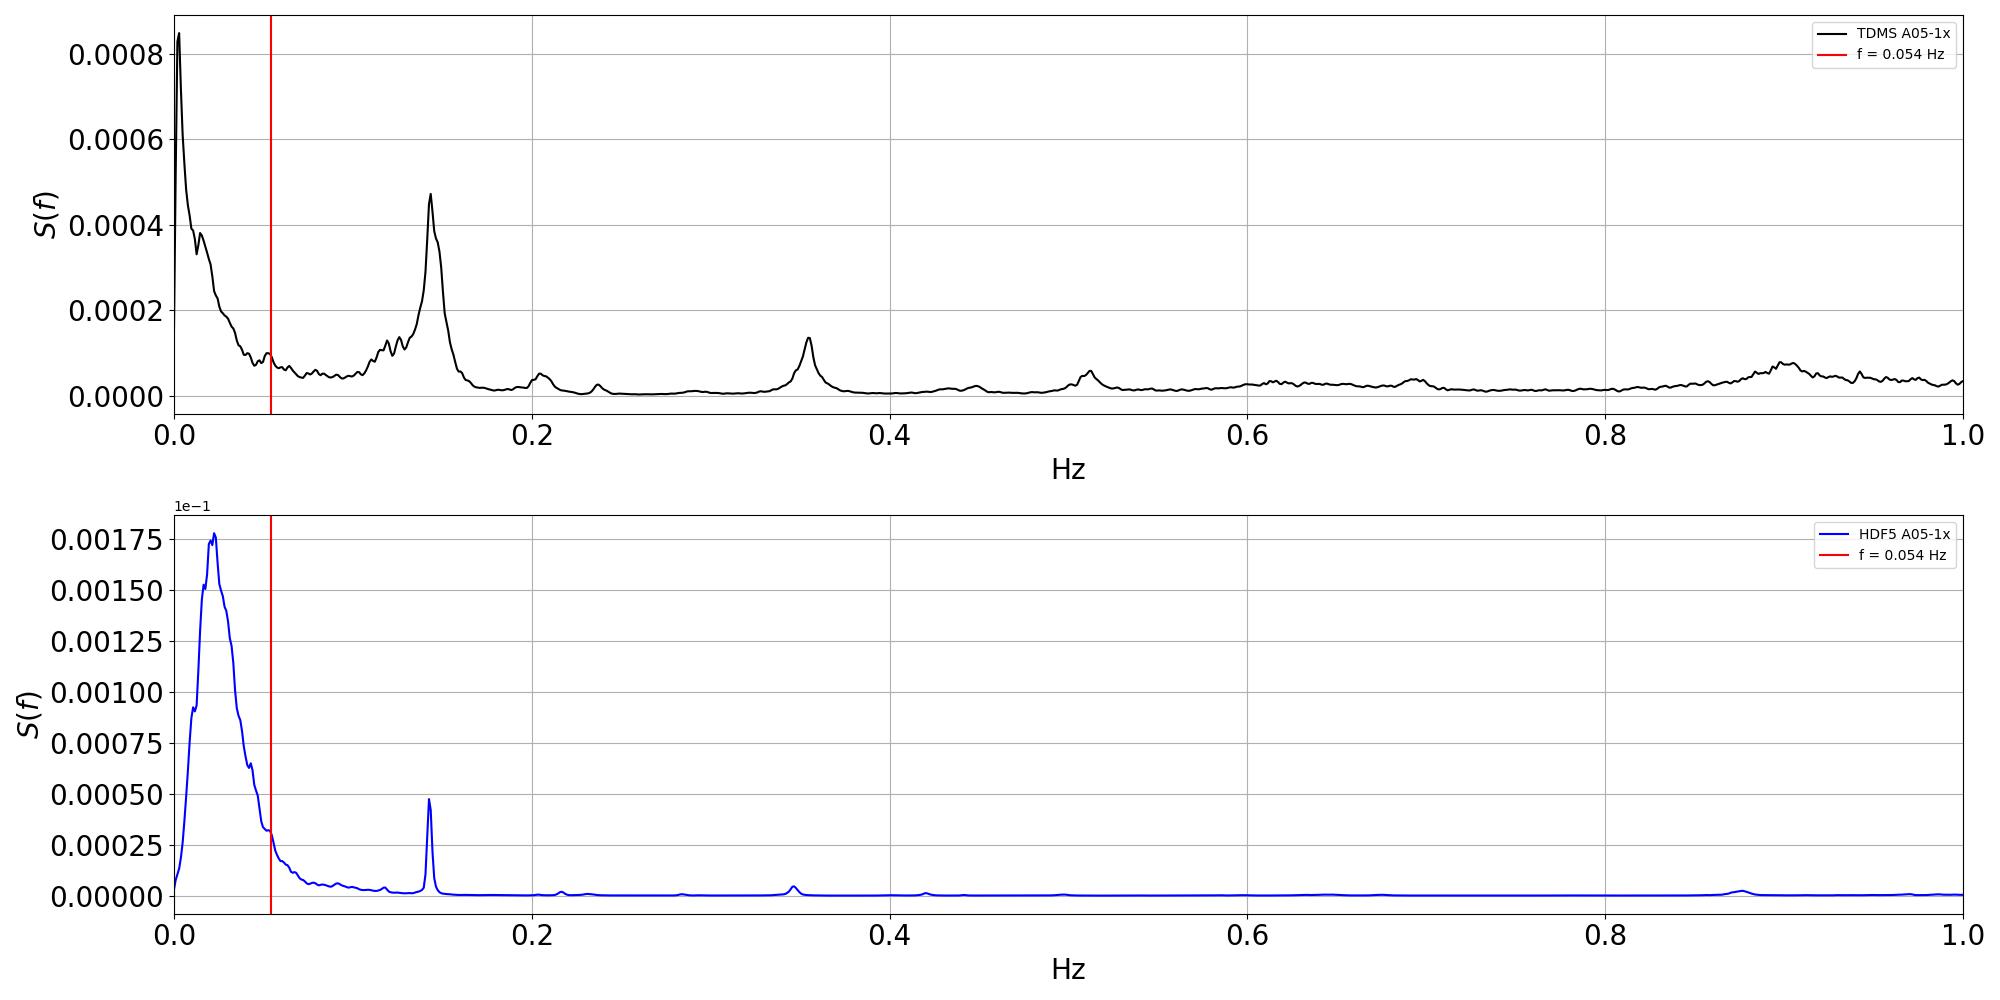 TDMS A05-1x
f = 0.054 Hz
S(f)
0.0008
0.0006
0.0004
0.0002
0.0000
0.0 0.2 0.4 0.6 0.8 1.0
Hz
1e−1
HDF5 A05-1x
f = 0.054 Hz
S(f)
0.00175
0.00150
0.00125
0.00100
0.00075
0.00050
0.00025
0.00000
0.0 0.2 0.4 0.6 0.8 1.0
Hz